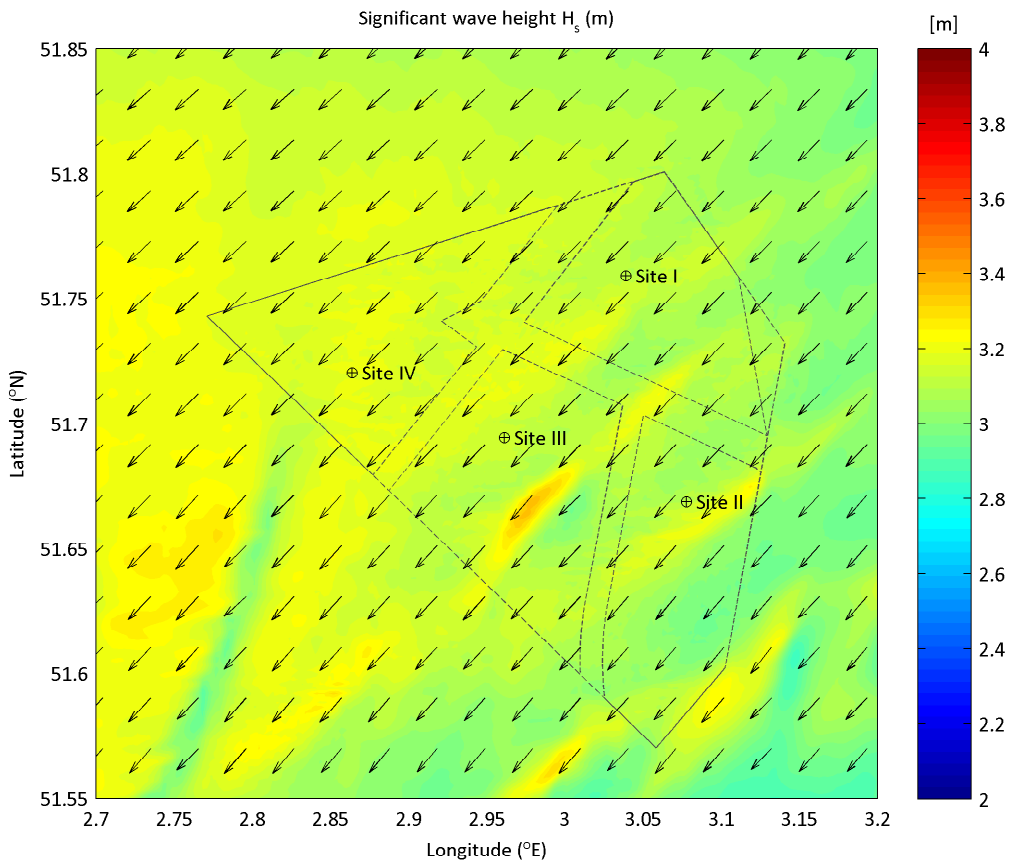 Significant wave height Hs (m)
[m]
51.85
51.8
51.75
51.7
51.65
51.6
51.55
Latitude (ON)
Site I
Site IV
Site III
Site II
4
3.8
3.6
3.4
3.2
3
2.8
2.6
2.4
2.2
2
2.7 2.75 2.8 2.85 2.9 2.95 3 3.05 3.1 3.15 3.2
Longitude (OE)